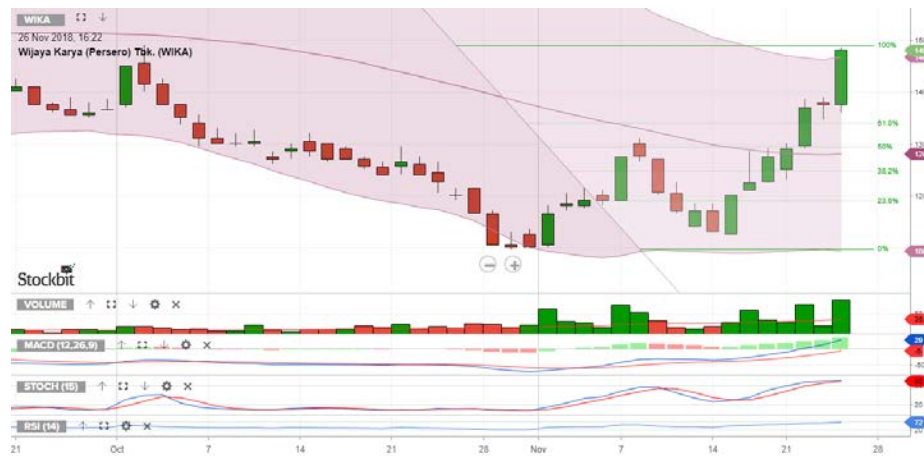 WIKA
26 Nov 2018, 16:22
Wijaya Karya (Persero) Tbk. (WIKA)
100%
61.8%
50%
38.2%
23.6%
0%
Stockbit
VOLUME
MACD (12,26,9)
STOCH (15)
20
RSI (14)
72
21
Oct
7
14
21
Nov
7
14
21
28